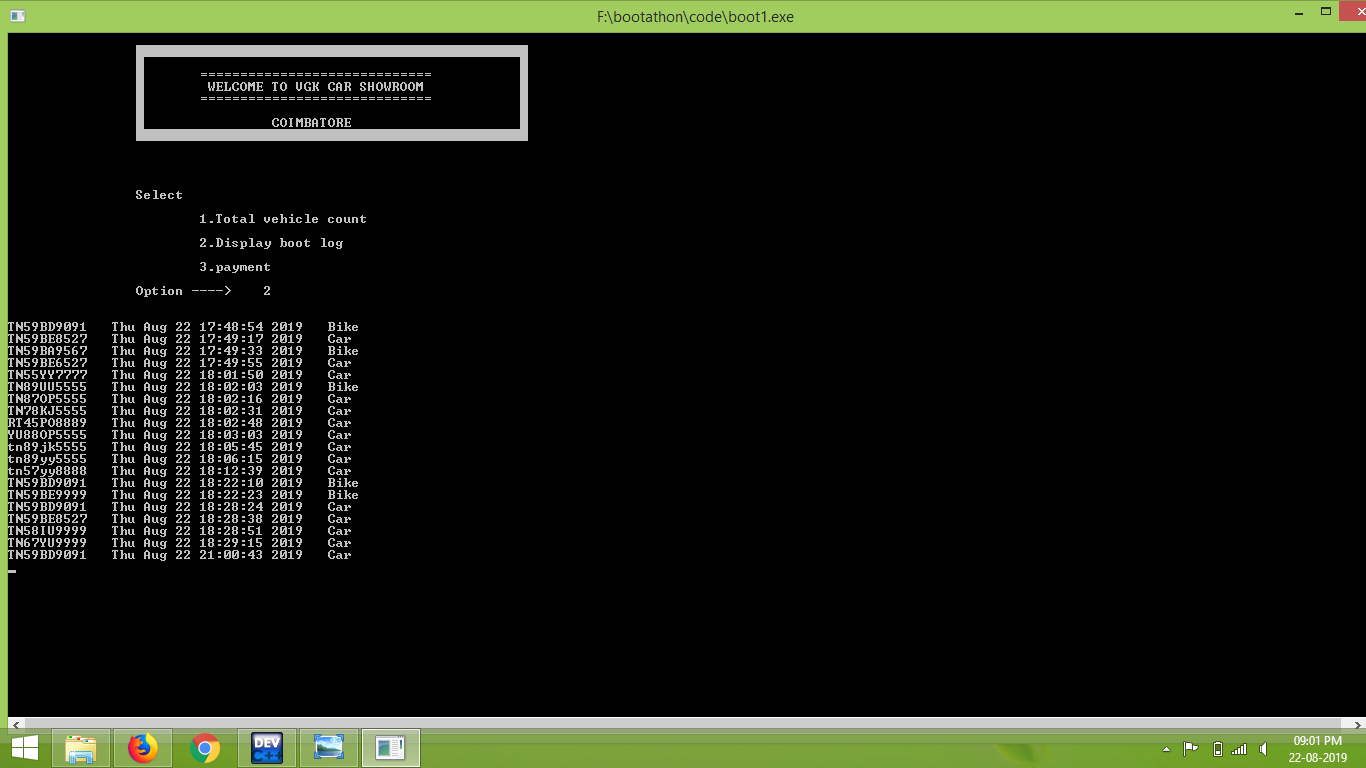 F:\bootathon\code\boot1.exe
=============================
WELCOME TO VGK CAR SHOWROOM
=============================
COIMBATORE
Select
1.Total vehicle count
2.Display boot log
3.payment
Option ----> 2
TN59BD9091 Thu Aug 22 17:48:54 2019 Bike
TN59BE8527 Thu Aug 22 17:49:17 2019 Car
TN59BA9567 Thu Aug 22 17:49:33 2019 Bike
TN59BE6527 Thu Aug 22 17:49:55 2019 Car
TN55YY7777 Thu Aug 22 18:01:50 2019 Car
TN89UU5555 Thu Aug 22 18:02:03 2019 Bike
TN87OP5555 Thu Aug 22 18:02:16 2019 Car
TN78KJ5555 Thu Aug 22 18:02:31 2019 Car
RT45PO8889 Thu Aug 22 18:02:48 2019 Car
YU88OP5555 Thu Aug 22 18:03:03 2019 Car
tn89jk5555 Thu Aug 22 18:05:45 2019 Car
tn89yy5555 Thu Aug 22 18:06:15 2019 Car
tn57yy8888 Thu Aug 22 18:12:39 2019 Car
TN59BD9091 Thu Aug 22 18:22:10 2019 Bike
TN59BE9999 Thu Aug 22 18:22:23 2019 Bike
TN59BD9091 Thu Aug 22 18:28:24 2019 Car
TN59BE8527 Thu Aug 22 18:28:38 2019 Car
TN58IU9999 Thu Aug 22 18:28:51 2019 Car
TN67YU9999 Thu Aug 22 18:29:15 2019 Car
TN59BD9091 Thu Aug 22 21:00:43 2019 Car
DEV
C++
09:01 PM
22-08-2019